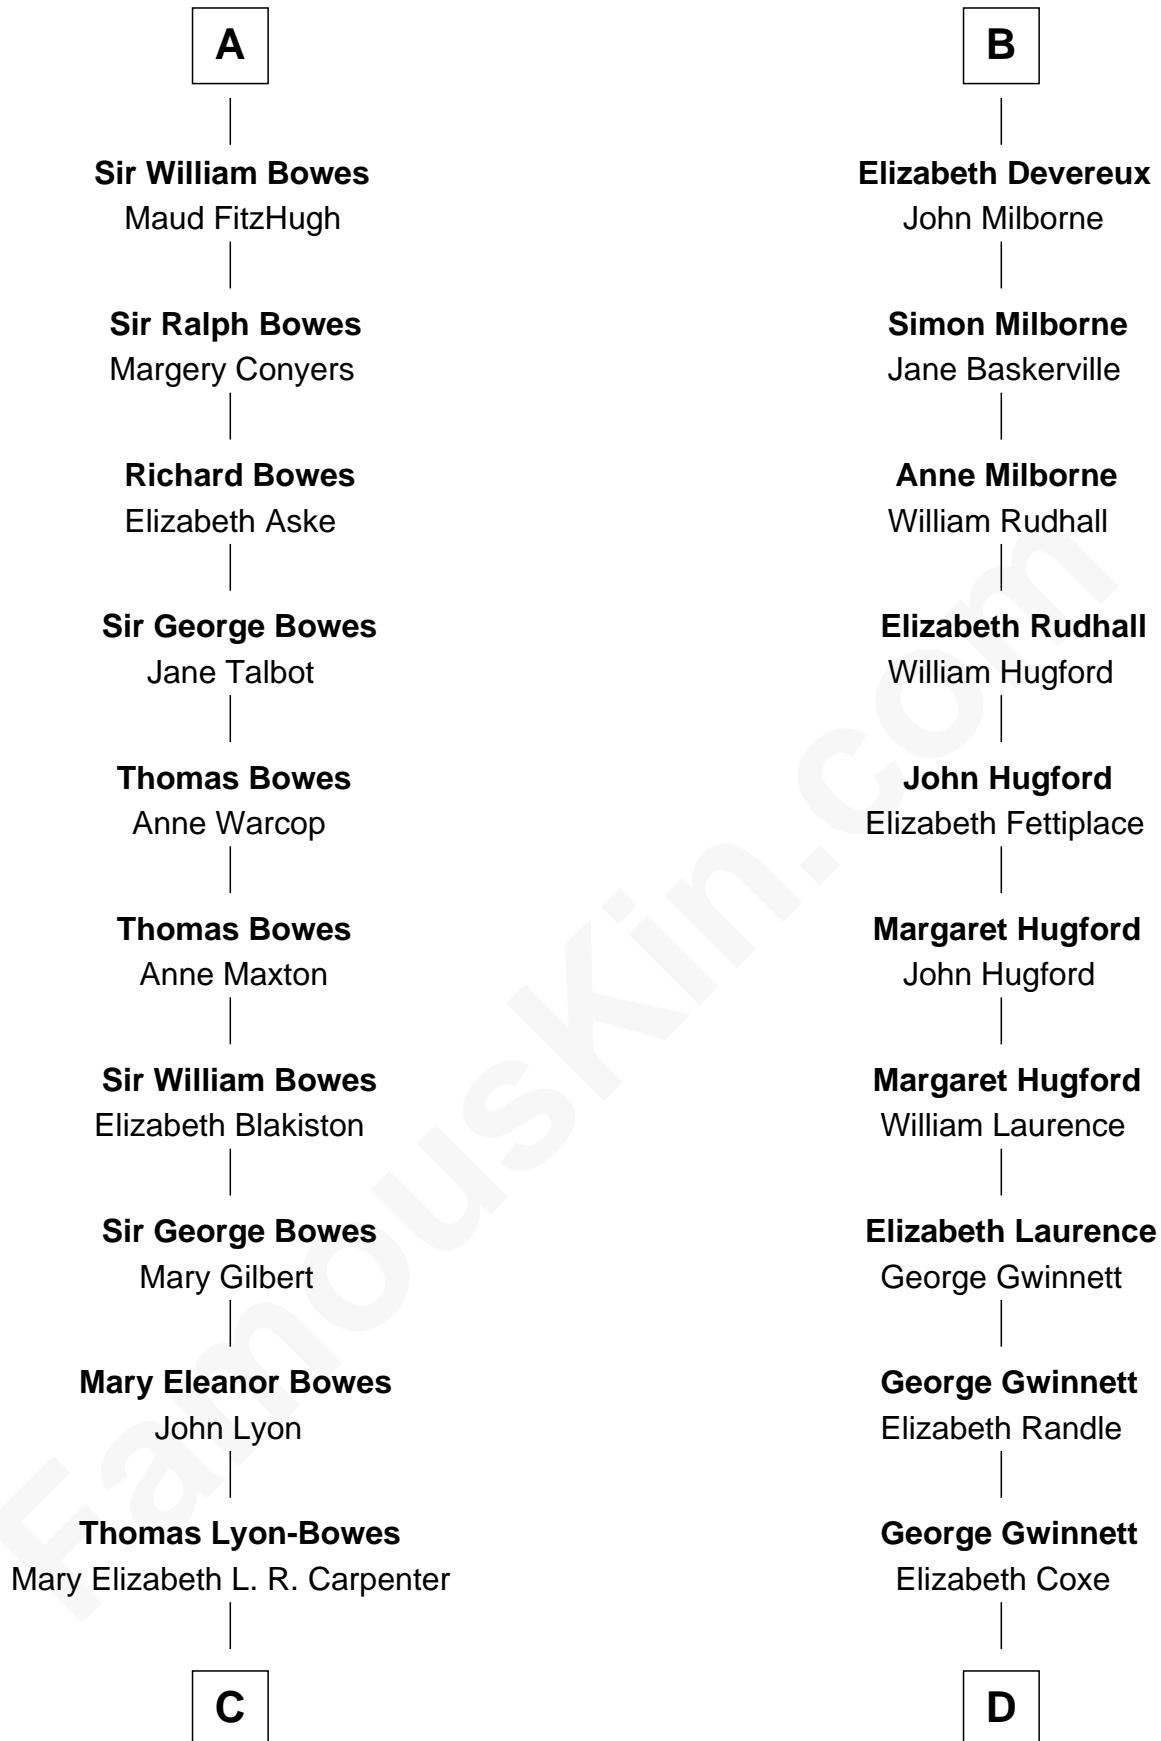 A
Sir William Bowes
Maud FitzHugh
Sir Ralph Bowes
Margery Conyers
Richard Bowes
Elizabeth Aske
Sir George Bowes
Jane Talbot
Thomas Bowes
Anne Warcop
Thomas Bowes
Anne Maxton
Sir William Bowes
Elizabeth Blakiston
Sir George Bowes
Mary Gilbert
Mary Eleanor Bowes
John Lyon
Thomas Lyon-Bowes
Mary Elizabeth L. R. Carpenter
C
B
Elizabeth Devereux
John Milborne
Simon Milborne
Jane Baskerville
Anne Milborne
William Rudhall
Elizabeth Rudhall
William Hugford
John Hugford
Elizabeth Fettiplace
Margaret Hugford
John Hugford
Margaret Hugford
William Laurence
Elizabeth Laurence
George Gwinnett
George Gwinnett
Elizabeth Randle
George Gwinnett
Elizabeth Coxe
D
FamousKin.com